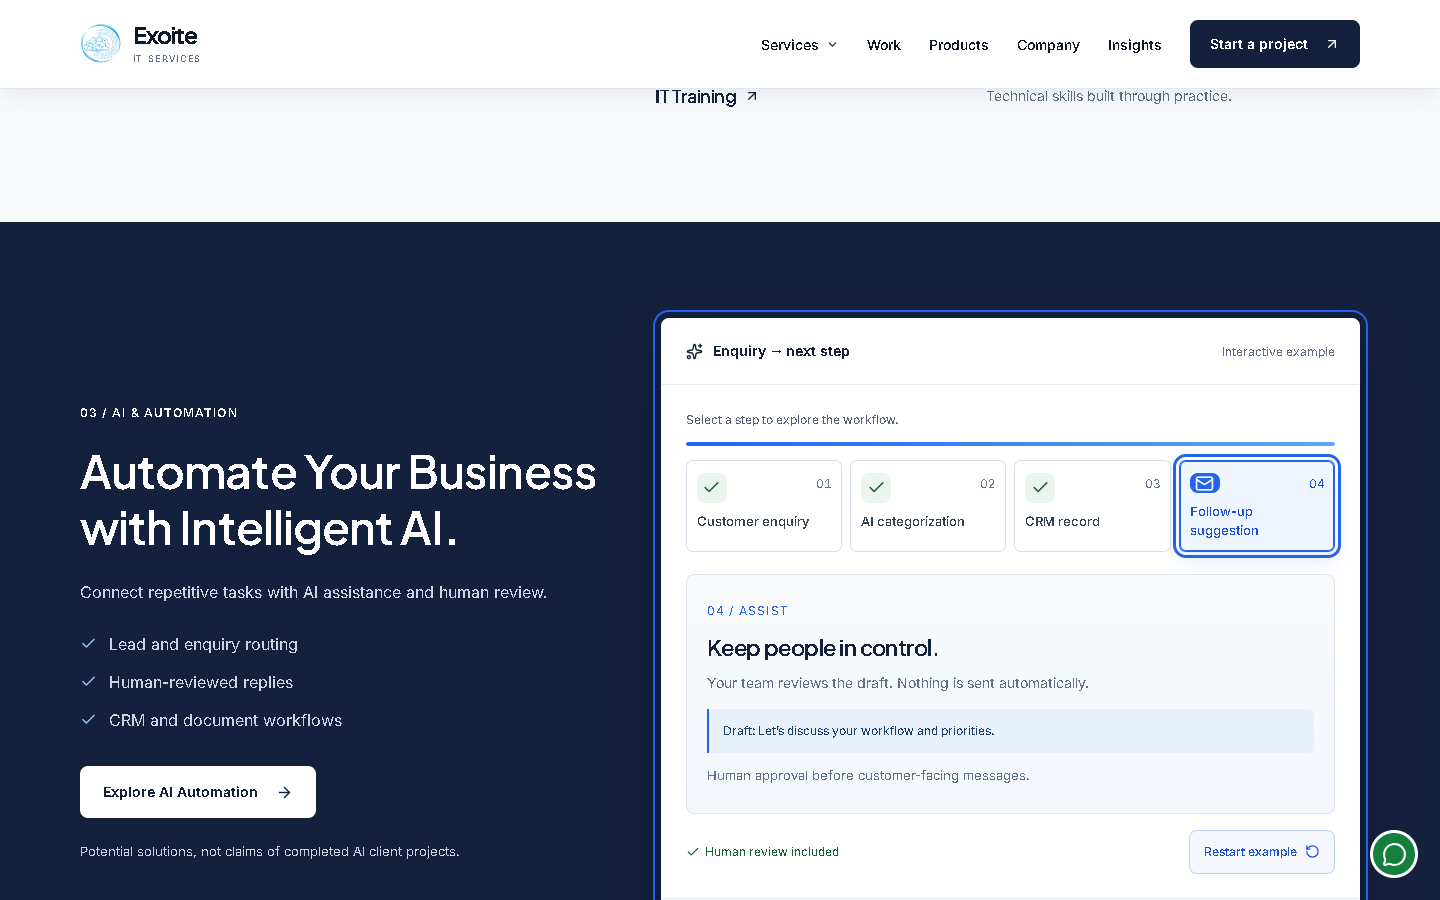 Exoite
IT SERVICES
Services
Work
Products
Company
Insights
Start a project
IT Training
Technical skills built through practice.
03 / AI & AUTOMATION
Automate Your Business
with Intelligent AI.
Connect repetitive tasks with AI assistance and human review.
Lead and enquiry routing
Human-reviewed replies
CRM and document workflows
Explore AI Automation
Potential solutions, not claims of completed AI client projects.
Enquiry → next step
Interactive example
Select a step to explore the workflow.
01
Customer enquiry
02
AI categorization
03
CRM record
04
Follow-up
suggestion
04 / ASSIST
Keep people in control.
Your team reviews the draft. Nothing is sent automatically.
Draft: Let's discuss your workflow and priorities.
Human approval before customer-facing messages.
Human review included
Restart example